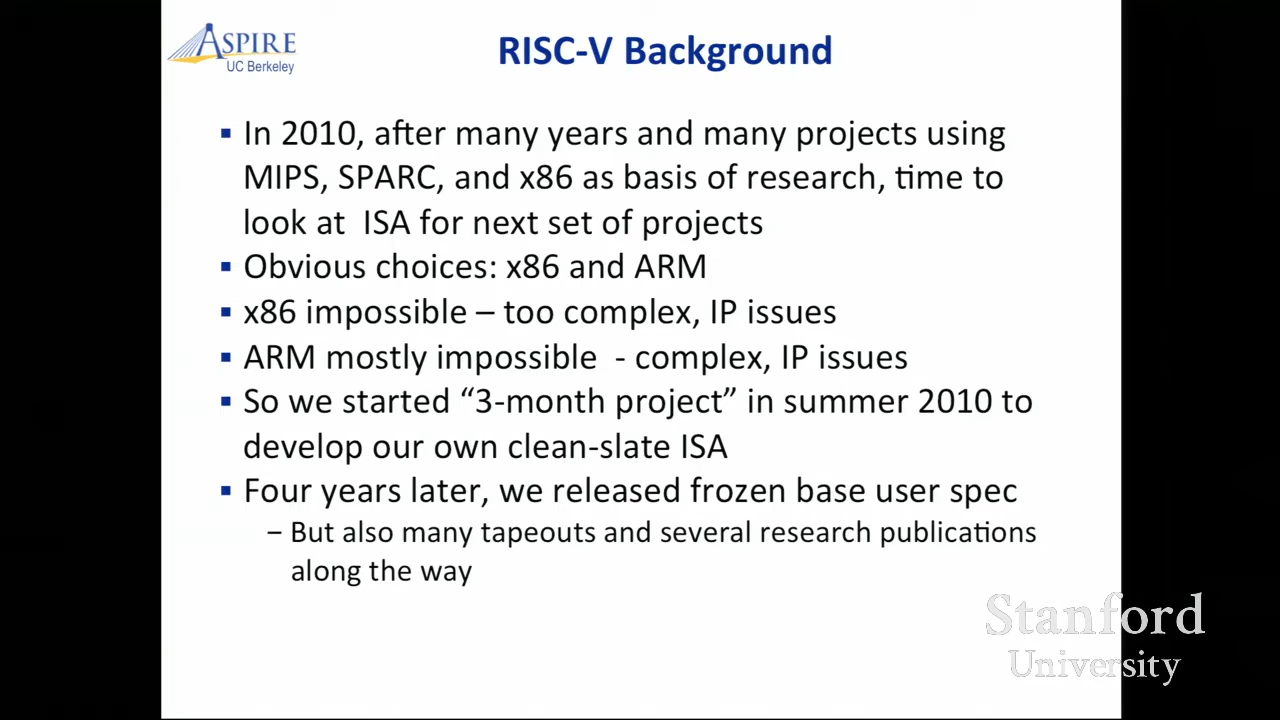 ASPIRE
UC Berkeley
RISC-V Background
▪ In 2010, after many years and many projects using
MIPS, SPARC, and x86 as basis of research, time to
look at ISA for next set of projects
▪ Obvious choices: x86 and ARM
▪ x86 impossible – too complex, IP issues
▪ ARM mostly impossible - complex, IP issues
▪ So we started “3-month project” in summer 2010 to
develop our own clean-slate ISA
▪ Four years later, we released frozen base user spec
– But also many tapeouts and several research publications
along the way
Stanford
University